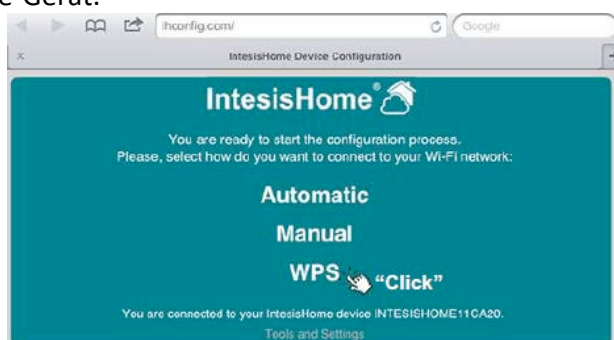 e Gerät.
ihconfig.com/
Google
IntesisHome Device Configuration
IntesisHome®
You are ready to start the configuration process.
Please, select how do you want to connect to your Wi-Fi network:
Automatic
Manual
WPS "Click"
You are connected to your IntesisHome device INTESISHOME11CA20.
Tools and Settings